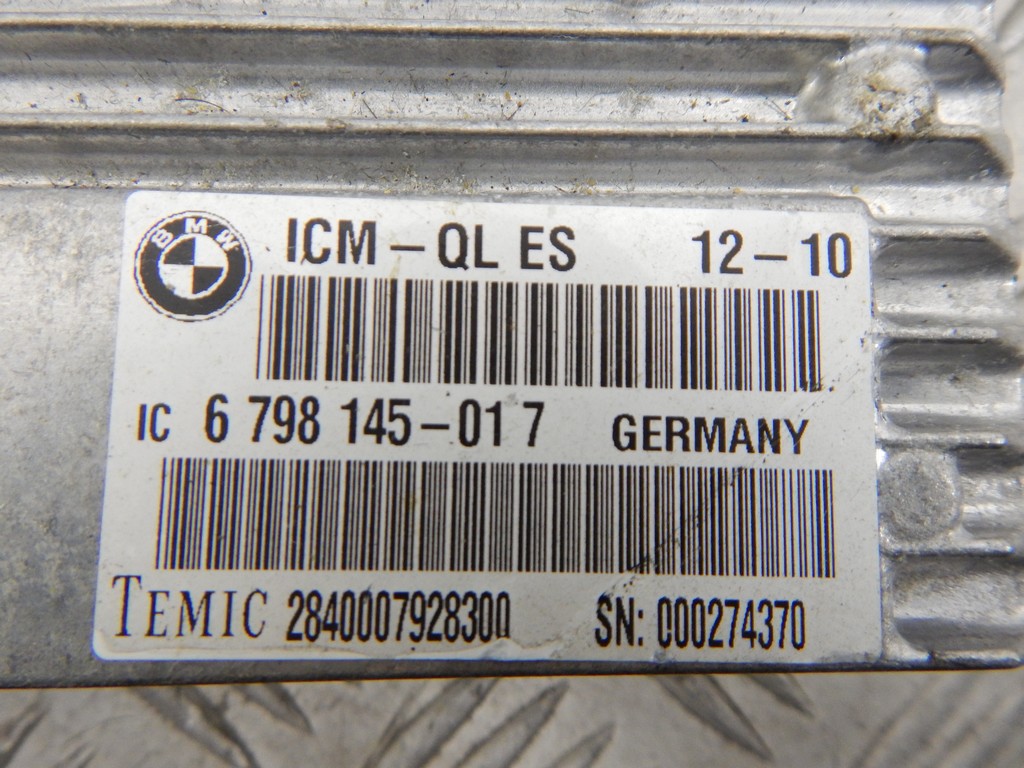 BMW
ICM – QL ES 12 – 10
IC 6 798 145 – 01 7 GERMANY
TEMIC 2840007928300 SN: 000274370